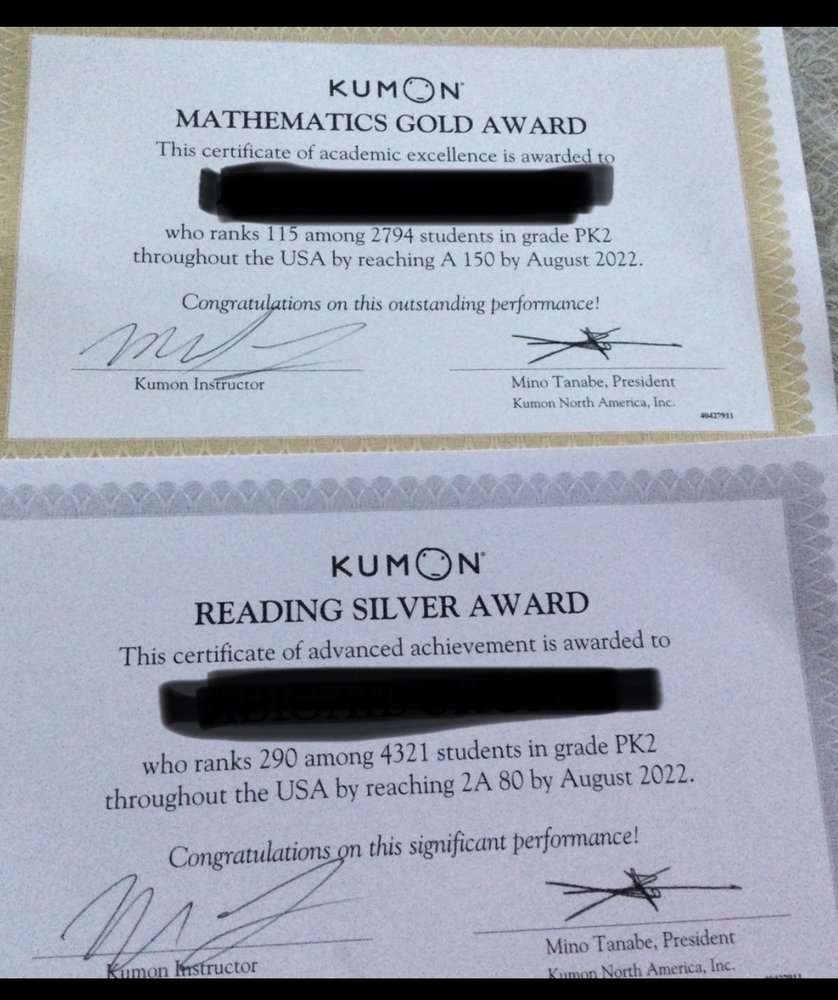 KUMON
MATHEMATICS GOLD AWARD
This certificate of academic excellence is awarded to
who ranks 115 among 2794 students in grade PK2
throughout the USA by reaching A 150 by August 2022.
Congratulations on this outstanding performance!
Kumon Instructor
Mino Tanabe, President
Kumon North America, Inc.
40427911
KUMON
READING SILVER AWARD
This certificate of advanced achievement is awarded to
who ranks 290 among 4321 students in grade PK2
throughout the USA by reaching 2A 80 by August 2022.
Congratulations on this significant performance!
Kumon Instructor
Mino Tanabe, President
Kumon North America, Inc.